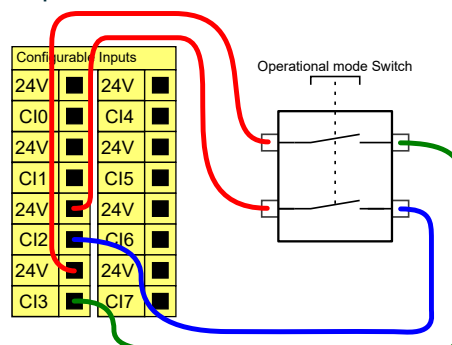 Configurable Inputs
Operational mode Switch
24V 24V
CI0 CI4
24V 24V
CI1 CI5
24V 24V
CI2 CI6
24V 24V
CI3 CI7